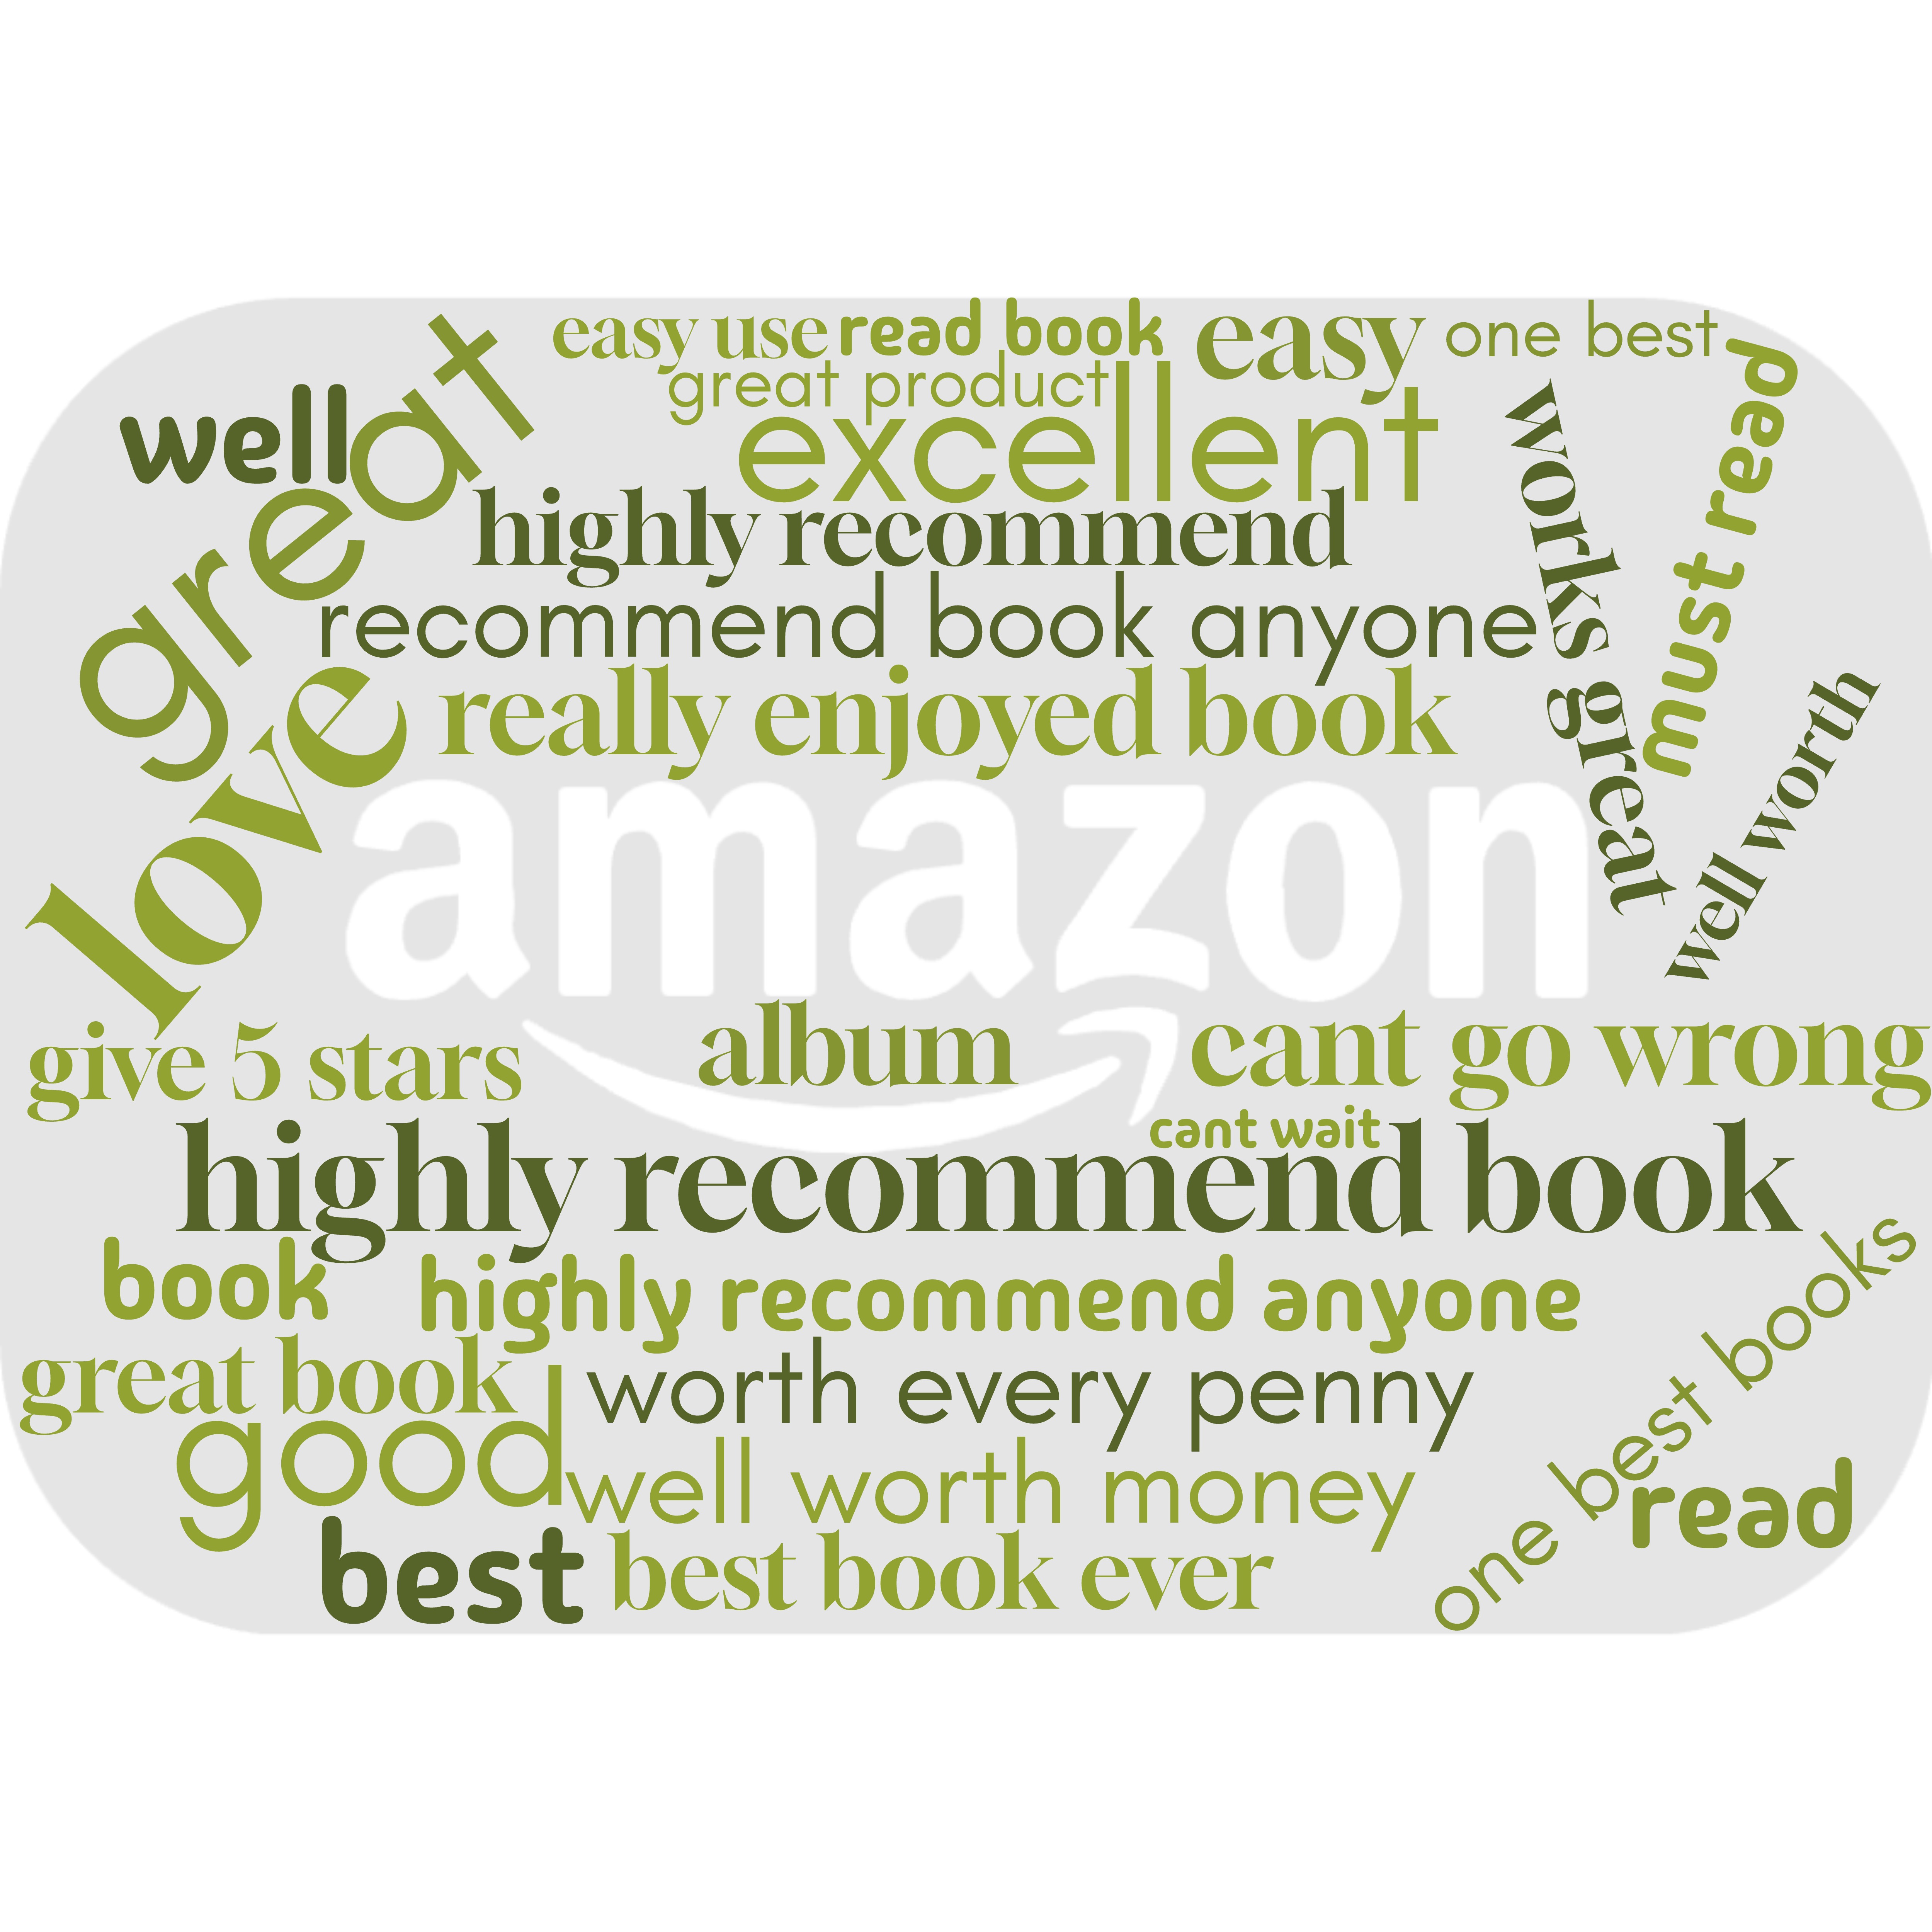 easy use
read book
easy
one best
great product
well
great
excellent
works great
must read
highly recommend
recommend book anyone
love
really enjoyed book
well worth
amazon
give 5 stars
album
cant go wrong
cant wait
highly recommend book
book
highly recommend anyone
great book
worth every penny
good
well worth money
one best books
read
best
best book ever